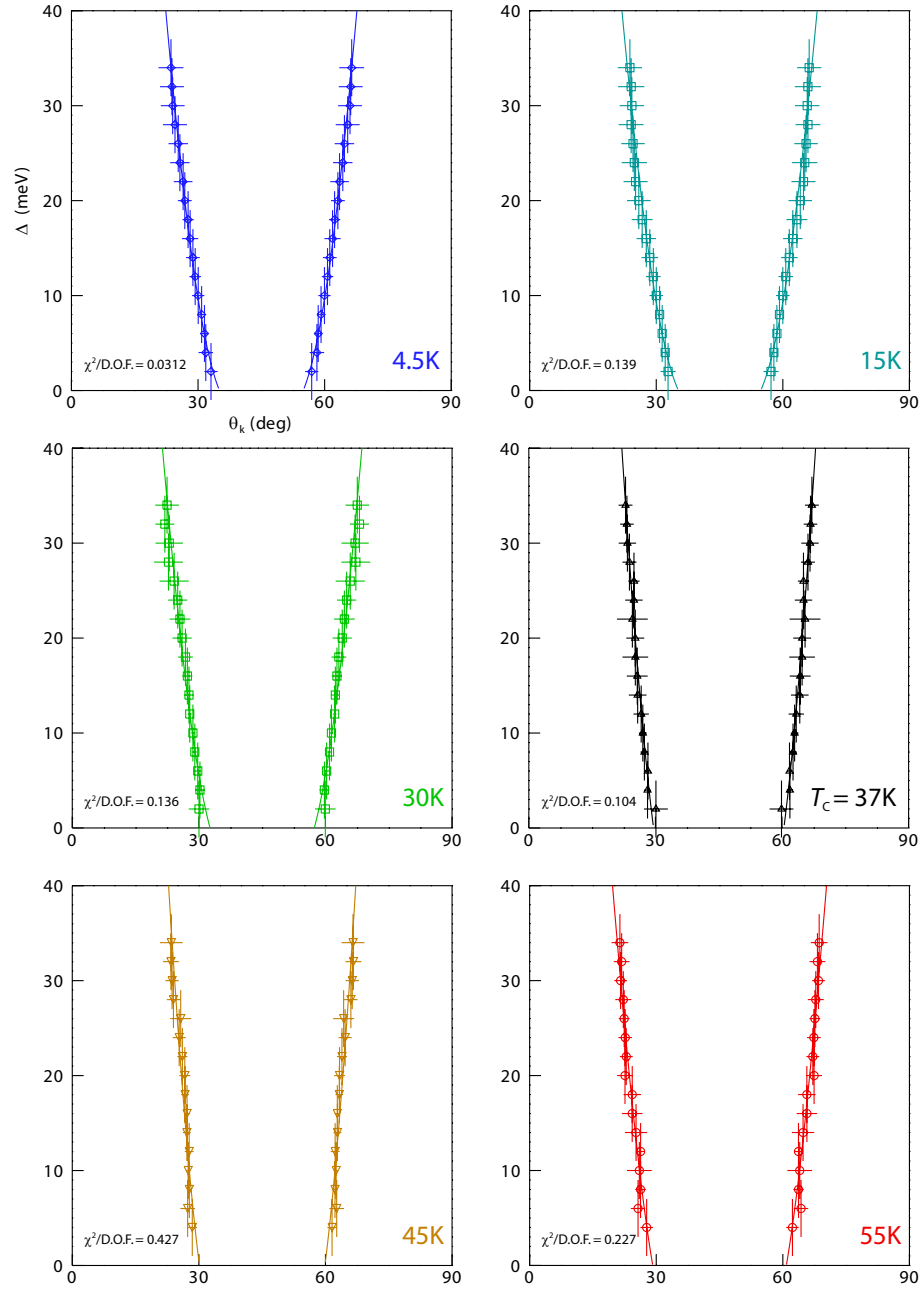 40
30
20
10
0
Δ (meV)
χ²/D.O.F. = 0.0312
4.5K
0 30 60 90
θk (deg)
40
30
20
10
0
χ²/D.O.F. = 0.139
15K
0 30 60 90
40
30
20
10
0
χ²/D.O.F. = 0.136
30K
0 30 60 90
40
30
20
10
0
χ²/D.O.F. = 0.104
TC = 37K
0 30 60 90
40
30
20
10
0
χ²/D.O.F. = 0.427
45K
0 30 60 90
40
30
20
10
0
χ²/D.O.F. = 0.227
55K
0 30 60 90